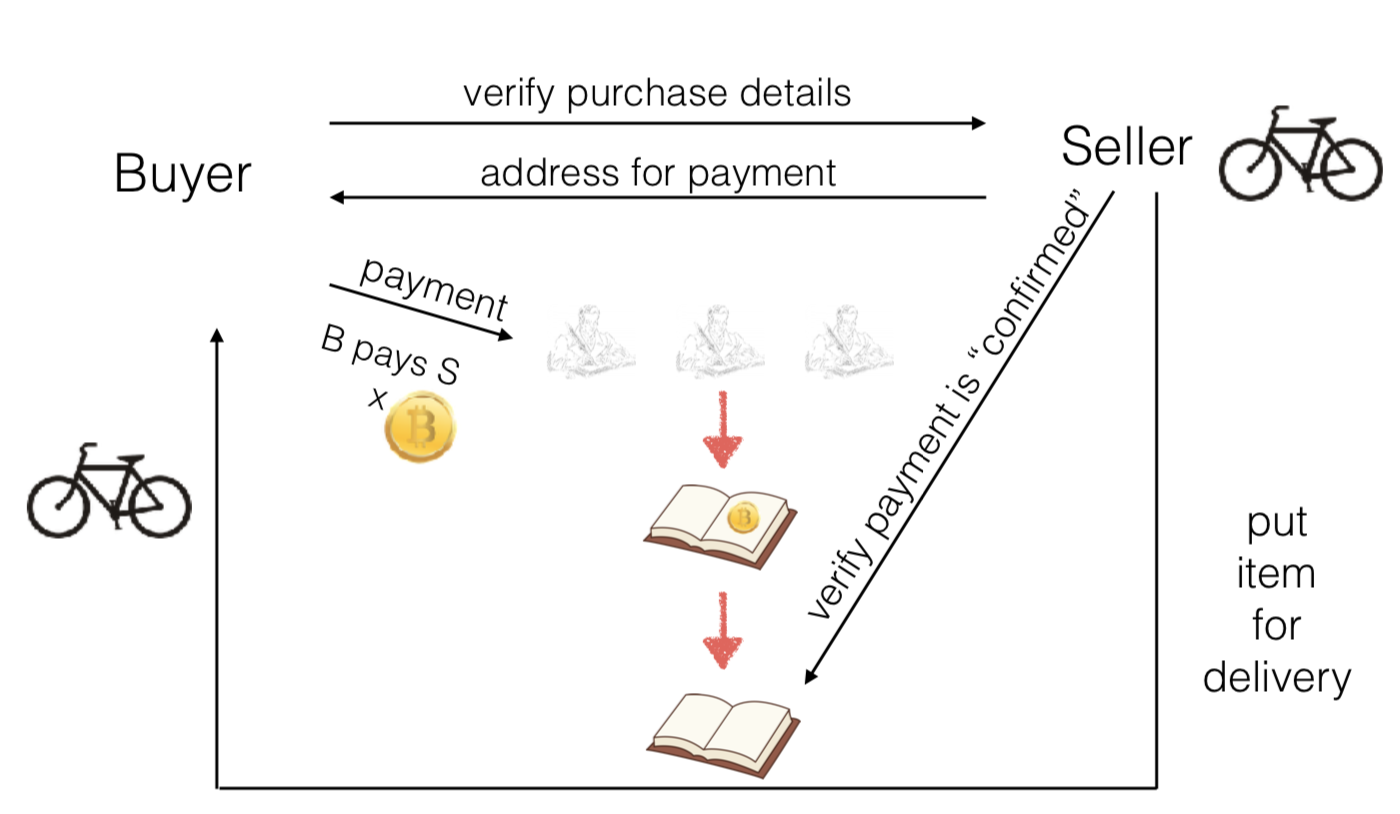 verify purchase details
Buyer
address for payment
Seller
payment
B pays S
x
B
B
verify payment is “confirmed”
put
item
for
delivery